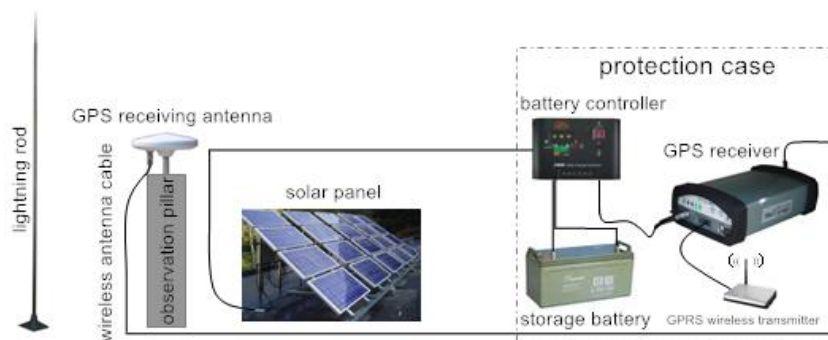 protection case
battery controller
GPS receiving antenna
GPS receiver
lightning rod
wireless antenna cable
observation pillar
solar panel
storage battery
GPRS wireless transmitter